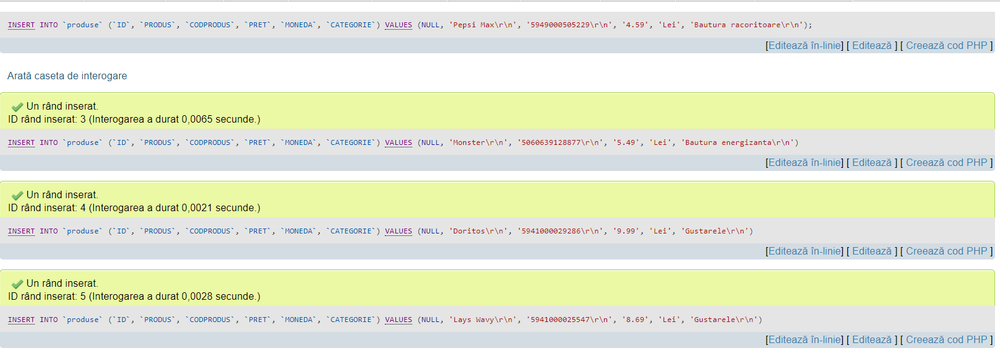 INSERT INTO `produse` (`ID`, `PRODUS`, `CODPRODUS`, `PRET`, `MONEDA`, `CATEGORIE`) VALUES (NULL, 'Pepsi Max\r\n', '5949000505229\r\n', '4.59', 'Lei', 'Bautura racoritoare\r\n');
[Editează în-linie] [ Editează ] [ Creează cod PHP ]
Arată caseta de interogare
Un rând inserat.
ID rând inserat: 3 (Interogarea a durat 0,0065 secunde.)
INSERT INTO `produse` (`ID`, `PRODUS`, `CODPRODUS`, `PRET`, `MONEDA`, `CATEGORIE`) VALUES (NULL, 'Monster\r\n', '5060639128877\r\n', '5.49', 'Lei', 'Bautura energizanta\r\n')
[Editează în-linie] [ Editează ] [ Creează cod PHP ]
Un rând inserat.
ID rând inserat: 4 (Interogarea a durat 0,0021 secunde.)
INSERT INTO `produse` (`ID`, `PRODUS`, `CODPRODUS`, `PRET`, `MONEDA`, `CATEGORIE`) VALUES (NULL, 'Doritos\r\n', '5941000029286\r\n', '9.99', 'Lei', 'Gustarele\r\n')
[Editează în-linie] [ Editează ] [ Creează cod PHP ]
Un rând inserat.
ID rând inserat: 5 (Interogarea a durat 0,0028 secunde.)
INSERT INTO `produse` (`ID`, `PRODUS`, `CODPRODUS`, `PRET`, `MONEDA`, `CATEGORIE`) VALUES (NULL, 'Lays Wavy\r\n', '5941000025547\r\n', '8.69', 'Lei', 'Gustarele\r\n')
[Editează în-linie] [ Editează ] [ Creează cod PHP ]